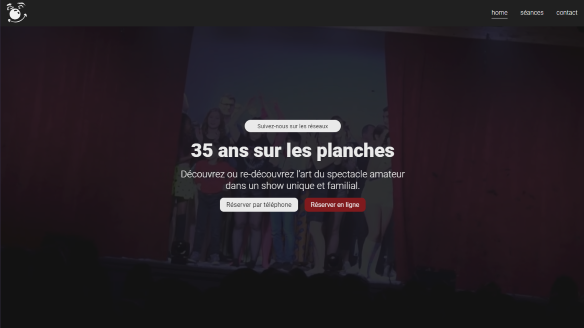 home séances contact
Suivez-nous sur les réseaux
35 ans sur les planches
Découvrez ou re-découvrez l'art du spectacle amateur
dans un show unique et familial.
Réserver par téléphone Réserver en ligne